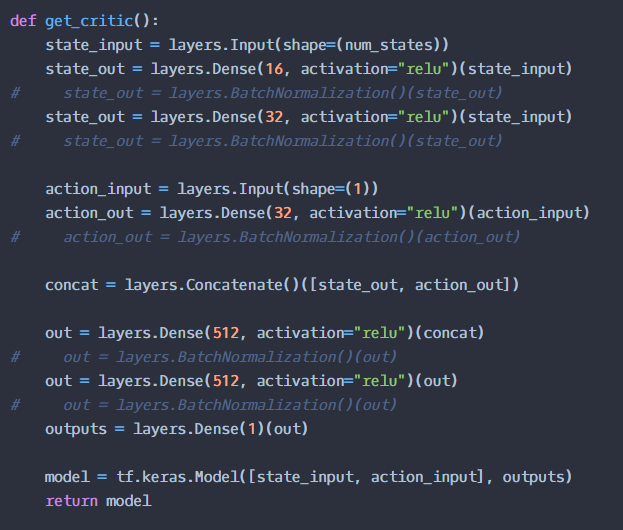 def get_critic():
    state_input = layers.Input(shape=(num_states))
    state_out = layers.Dense(16, activation="relu")(state_input)
#     state_out = layers.BatchNormalization()(state_out)
    state_out = layers.Dense(32, activation="relu")(state_input)
#     state_out = layers.BatchNormalization()(state_out)

    action_input = layers.Input(shape=(1))
    action_out = layers.Dense(32, activation="relu")(action_input)
#     action_out = layers.BatchNormalization()(action_out)

    concat = layers.Concatenate()([state_out, action_out])

    out = layers.Dense(512, activation="relu")(concat)
#     out = layers.BatchNormalization()(out)
    out = layers.Dense(512, activation="relu")(out)
#     out = layers.BatchNormalization()(out)
    outputs = layers.Dense(1)(out)

    model = tf.keras.Model([state_input, action_input], outputs)
    return model